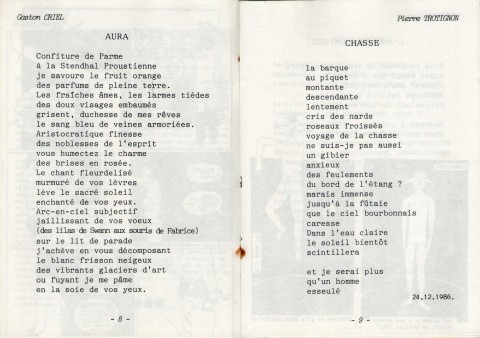 Gaston CRIEL
AURA
Confiture de Parme
à la Stendhal Proustienne
je savoure le fruit orange
des parfums de pleine terre.
Les fraîches âmes, les larmes tièdes
des doux visages embaumés
grisent, duchesse de mes rêves
le sang bleu de veines armoriées.
Aristocratique finesse
des noblesses de l'esprit
vous humectez le charme
des brises en rosée.
Le chant fleurdelisé
murmuré de vos lèvres
lève le sacré soleil
enchanté de vos yeux.
Arc-en-ciel subjectif
jaillissant de vos voeux
(des lilas de Swann aux souris de Fabrice)
sur le lit de parade
j'achève en vous décomposant
le blanc frisson neigeux
des vibrants glaciers d'art
ou fuyant je me pâme
en la soie de vos yeux.
- 8 -
Pierre TROTIGNON
CHASSE
la barque
au piquet
montante
descendante
lentement
cris des nards
roseaux froissés
voyage de la chasse
ne suis-je pas aussi
un gibier
anxieux
des feulements
du bord de l'étang ?
marais immense
jusqu'à la fûtaie
que le ciel bourbonnais
caresse
Dans l'eau claire
le soleil bientôt
scintillera
et je serai plus
qu'un homme
esseulé
24.12.1986.
- 9 -